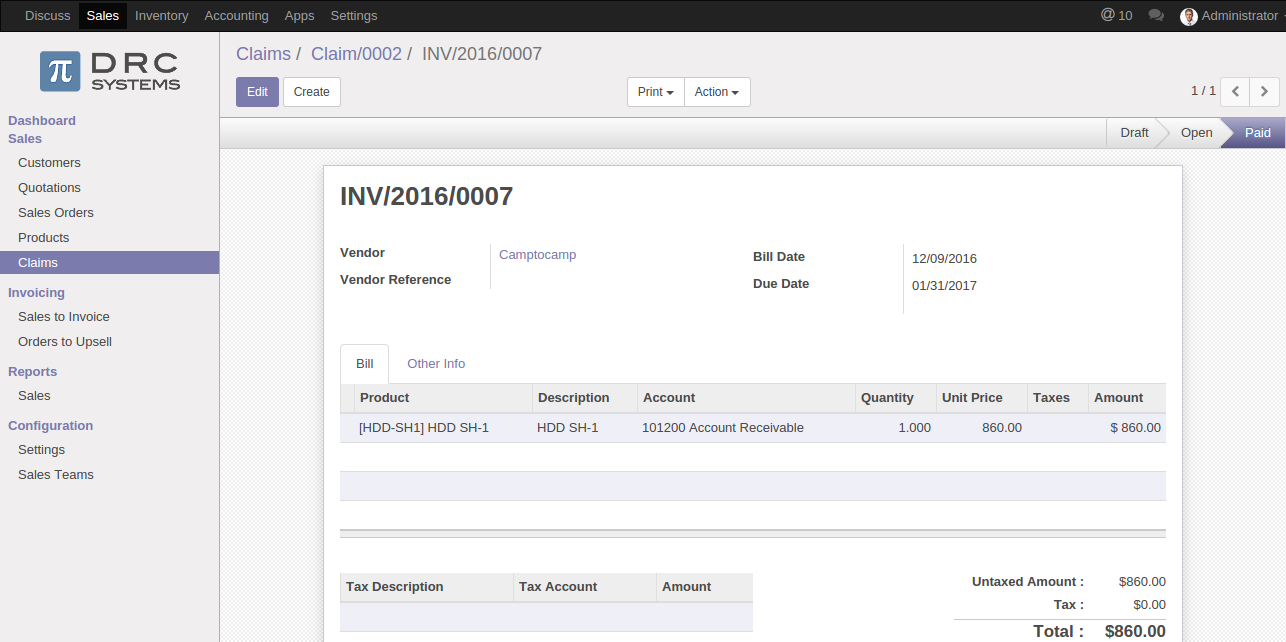 Discuss Sales Inventory Accounting Apps Settings @ 10 Administrator
π DRC SYSTEMS
Dashboard
Sales
Customers
Quotations
Sales Orders
Products
Claims
Invoicing
Sales to Invoice
Orders to Upsell
Reports
Sales
Configuration
Settings
Sales Teams
Claims / Claim/0002 / INV/2016/0007
Edit Create Print Action 1 / 1
Draft Open Paid
INV/2016/0007
Vendor Camptocamp
Vendor Reference
Bill Date 12/09/2016
Due Date 01/31/2017
Bill Other Info
Product Description Account Quantity Unit Price Taxes Amount
[HDD-SH1] HDD SH-1 HDD SH-1 101200 Account Receivable 1.000 860.00 $ 860.00
Tax Description Tax Account Amount
Untaxed Amount : $860.00
Tax : $0.00
Total : $860.00